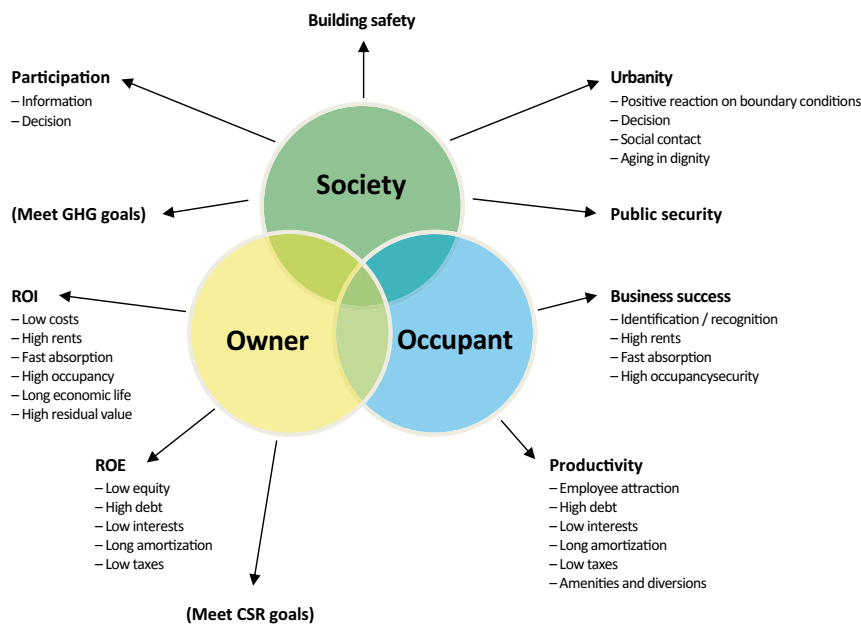 Building safety
Participation
– Information
– Decision
Urbanity
– Positive reaction on boundary conditions
– Decision
– Social contact
– Aging in dignity
Society
(Meet GHG goals)
Public security
ROI
– Low costs
– High rents
– Fast absorption
– High occupancy
– Long economic life
– High residual value
Owner
Occupant
Business success
– Identification / recognition
– High rents
– Fast absorption
– High occupancysecurity
ROE
– Low equity
– High debt
– Low interests
– Long amortization
– Low taxes
Productivity
– Employee attraction
– High debt
– Low interests
– Long amortization
– Low taxes
– Amenities and diversions
(Meet CSR goals)